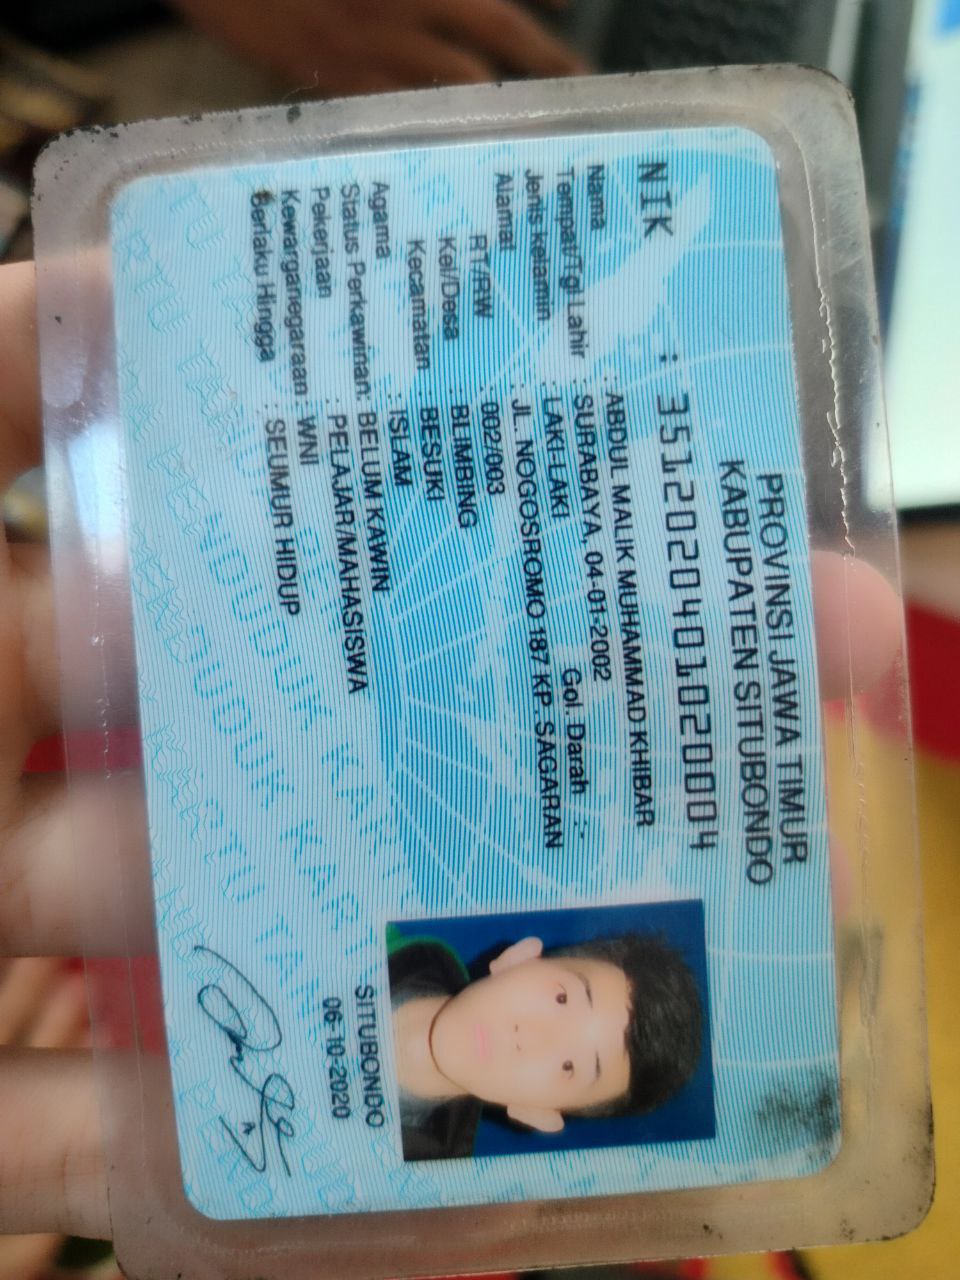 PROVINSI JAWA TIMUR
KABUPATEN SITUBONDO
NIK : 3512020401020004
Nama : ABDUL MALIK MUHAMMAD KHIBAR
Tempat/Tgl Lahir : SURABAYA, 04-01-2002
Jenis kelamin : LAKI-LAKI Gol. Darah :-
Alamat : JL. NOGOSROMO 187 KP SAGARAN
RT/RW : 002/003
Kel/Desa : BLIMBING
Kecamatan : BESUKI
Agama : ISLAM
Status Perkawinan: BELUM KAWIN
Pekerjaan : PELAJAR/MAHASISWA
Kewarganegaraan : WNI
Berlaku Hingga : SEUMUR HIDUP
SITUBONDO
06-10-2020